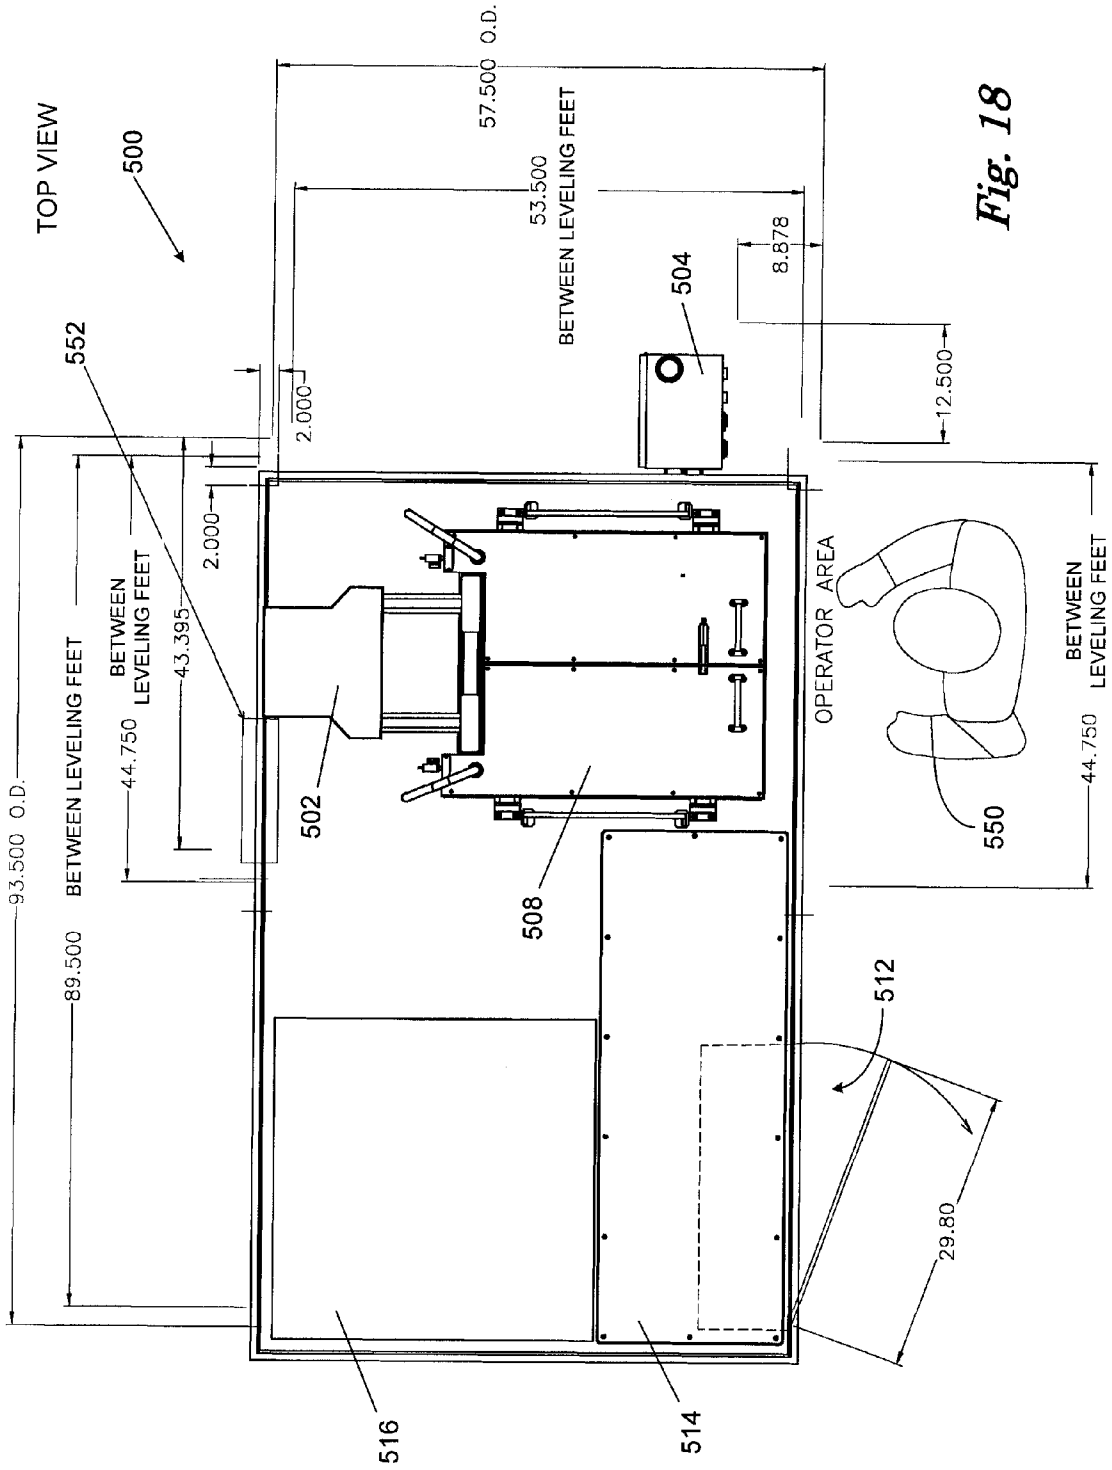 93.500 O.D.
TOP VIEW
89.500 BETWEEN LEVELING FEET
552
500
BETWEEN
44.750 LEVELING FEET
43.395
2.000
2.000
502
516
57.500 O.D.
508
53.500
BETWEEN LEVELING FEET
504
514
8.878
OPERATOR AREA
512
12.500
29.80
550
Fig. 18
BETWEEN
44.750 LEVELING FEET